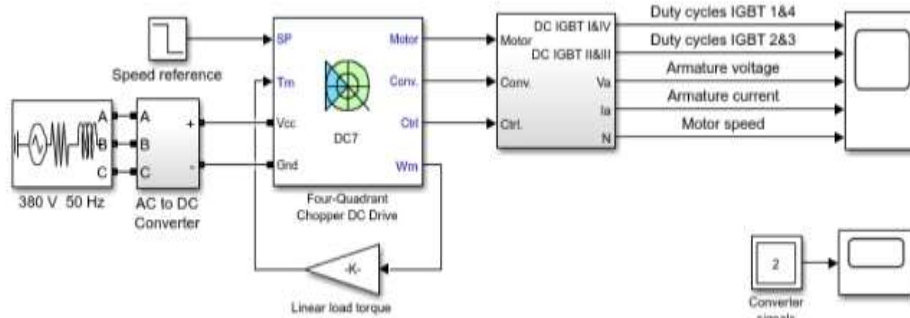 SP
Tm
Vcc
Gnd
Motor
Conv.
Ctrl
Wm
DC7
Four-Quadrant
Chopper DC Drive
Speed reference
A
B
C
A
B
C
+
-
380 V 50 Hz
AC to DC
Converter
-K-
Linear load torque
Motor
Conv.
Ctrl.
DC IGBT I&IV
DC IGBT II&III
Va
Ia
N
Duty cycles IGBT 1&4
Duty cycles IGBT 2&3
Armature voltage
Armature current
Motor speed
2
Converter